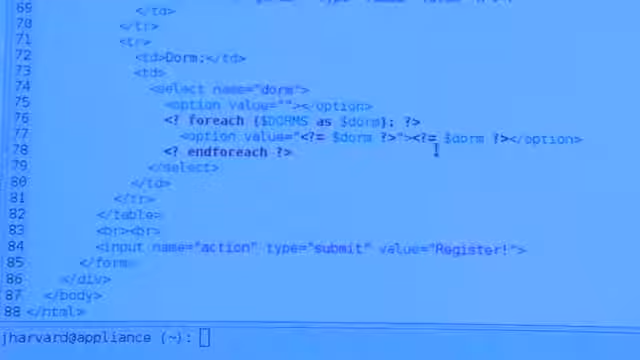 69
</td>
70 </tr>
71 <tr>
72 <td>Dorm:</td>
73 <td>
74 <select name="dorm">
75 <option value=""></option>
76 <? foreach ($DORMS as $dorm): ?>
77 <option value="<?= $dorm ?>"><?= $dorm ?></option>
78 <? endforeach ?>
79 </select>
80 </td>
81 </tr>
82 </table>
83 <br><br>
84 <input name="action" type="submit" value="Register!">
85 </form>
86 </div>
87 </body>
88 </html>
jharvard@appliance (~):